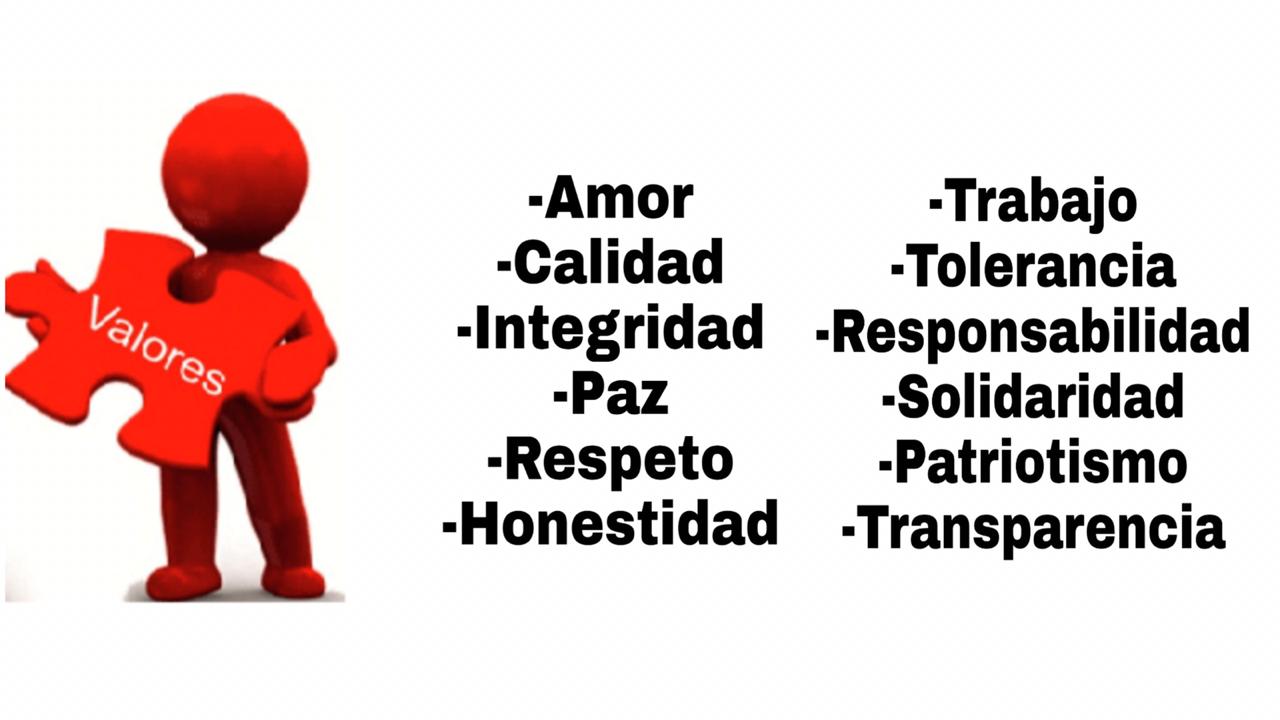 Valores
-Amor
-Calidad
-Integridad
-Paz
-Respeto
-Honestidad
-Trabajo
-Tolerancia
-Responsabilidad
-Solidaridad
-Patriotismo
-Transparencia